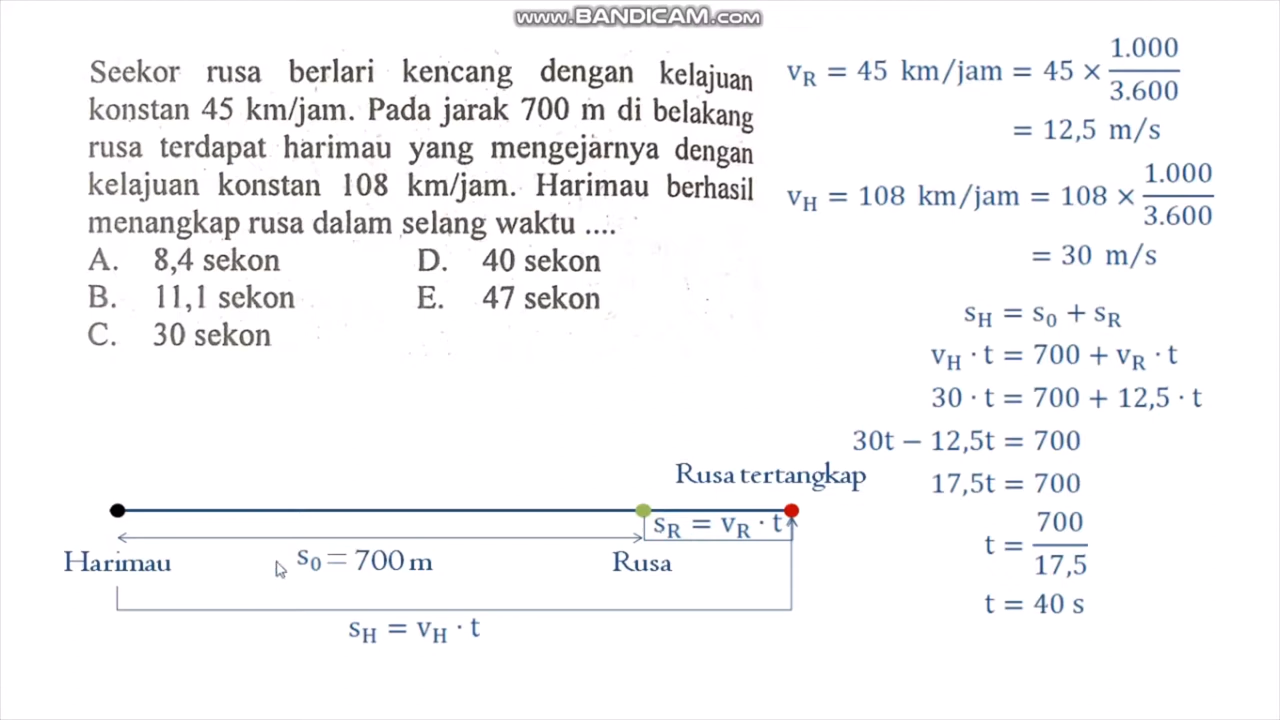 www.BANDICAM.com
Seekor rusa berlari kencang dengan kelajuan
konstan 45 km/jam. Pada jarak 700 m di belakang
rusa terdapat harimau yang mengejarnya dengan
kelajuan konstan 108 km/jam. Harimau berhasil
menangkap rusa dalam selang waktu ....
A. 8,4 sekon D. 40 sekon
B. 11,1 sekon E. 47 sekon
C. 30 sekon
v_R = 45 km/jam = 45 × 1.000/3.600
= 12,5 m/s
v_H = 108 km/jam = 108 × 1.000/3.600
= 30 m/s
s_H = s_0 + s_R
v_H · t = 700 + v_R · t
30 · t = 700 + 12,5 · t
30t − 12,5t = 700
17,5t = 700
t = 700/17,5
t = 40 s
Rusa tertangkap
s_R = v_R · t
Harimau s_0 = 700 m Rusa
s_H = v_H · t